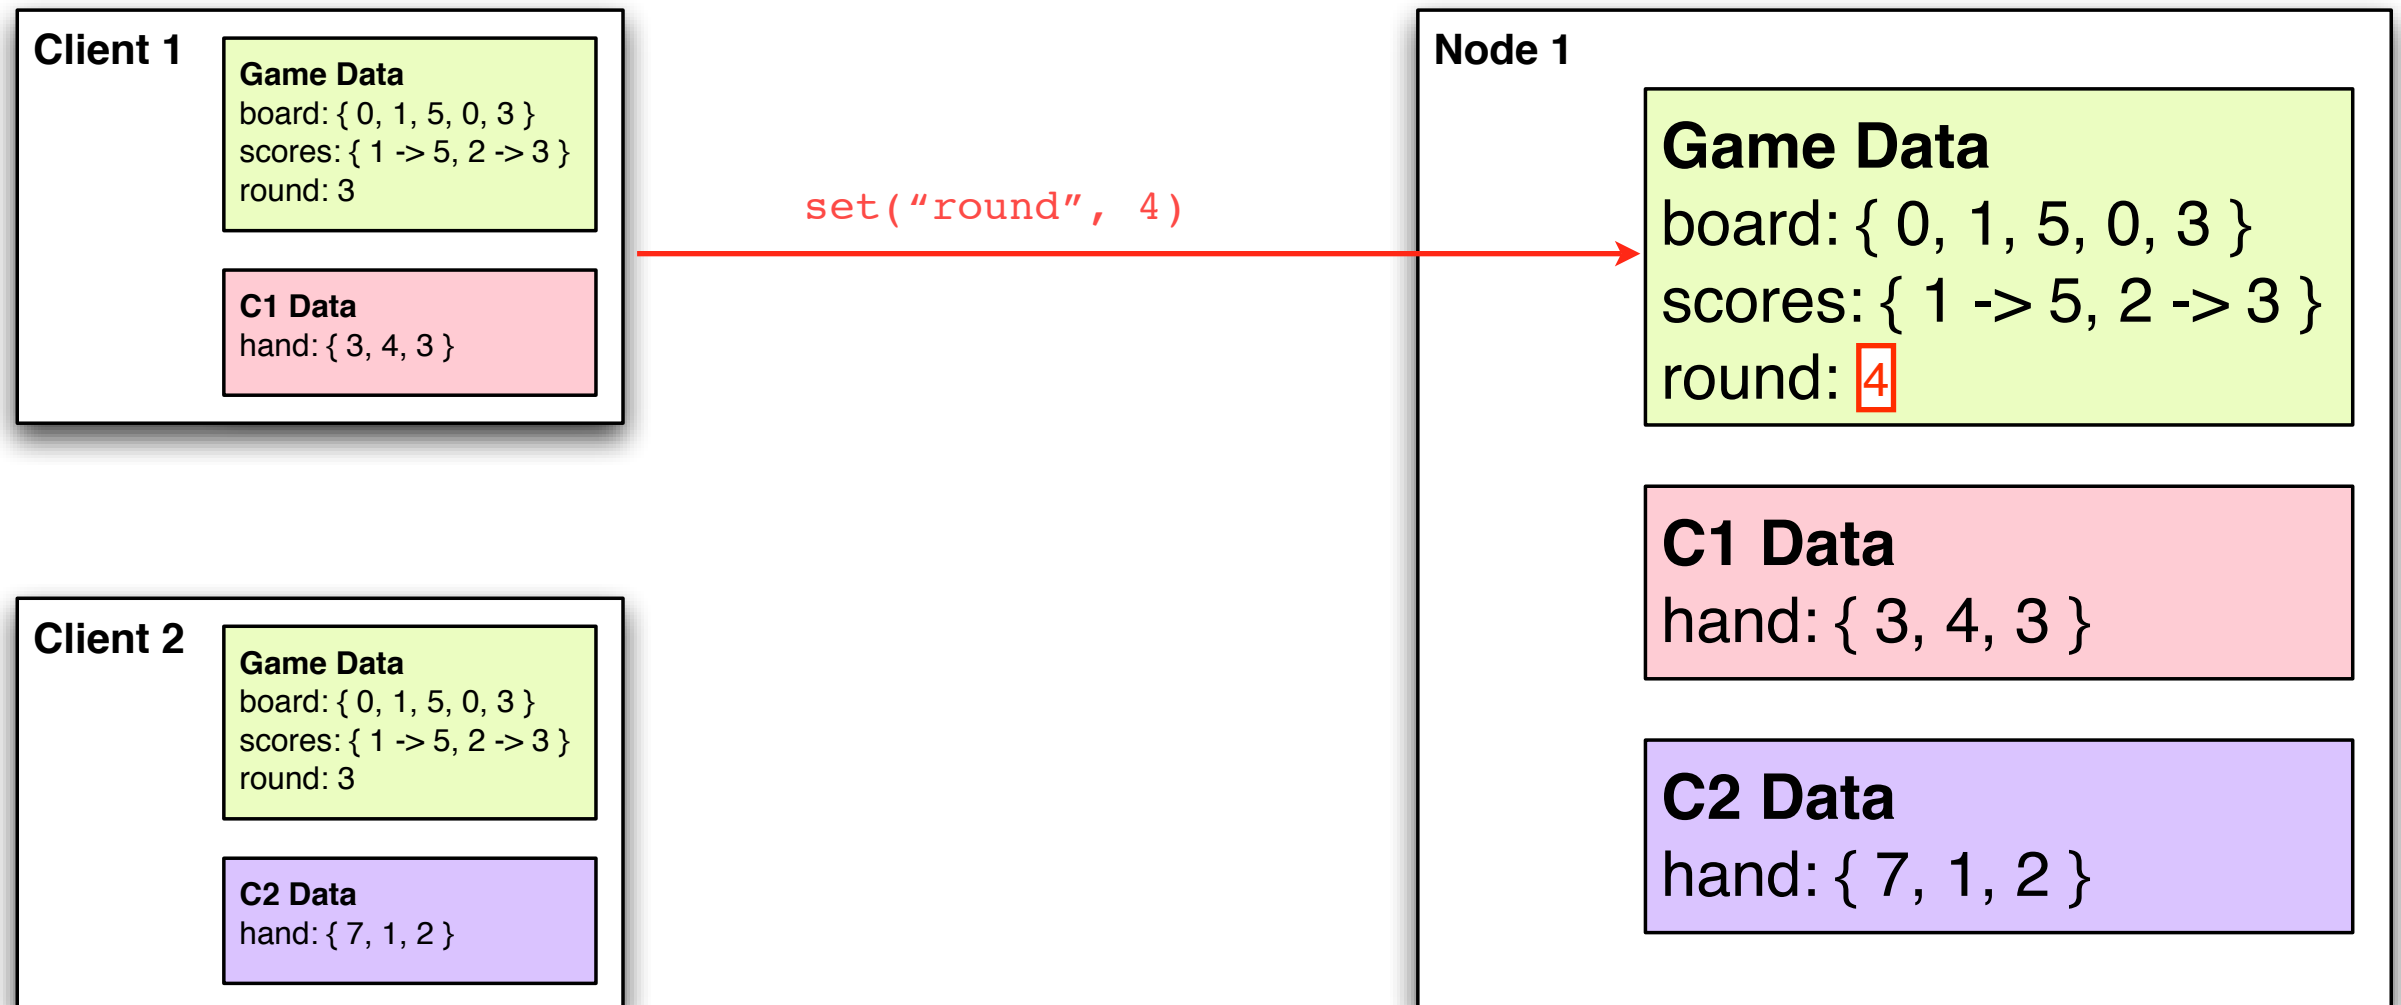 Client 1
Game Data
board: { 0, 1, 5, 0, 3 }
scores: { 1 -> 5, 2 -> 3 }
round: 3
C1 Data
hand: { 3, 4, 3 }
set(“round”, 4)
Client 2
Game Data
board: { 0, 1, 5, 0, 3 }
scores: { 1 -> 5, 2 -> 3 }
round: 3
C2 Data
hand: { 7, 1, 2 }
Node 1
Game Data
board: { 0, 1, 5, 0, 3 }
scores: { 1 -> 5, 2 -> 3 }
round: 4
C1 Data
hand: { 3, 4, 3 }
C2 Data
hand: { 7, 1, 2 }